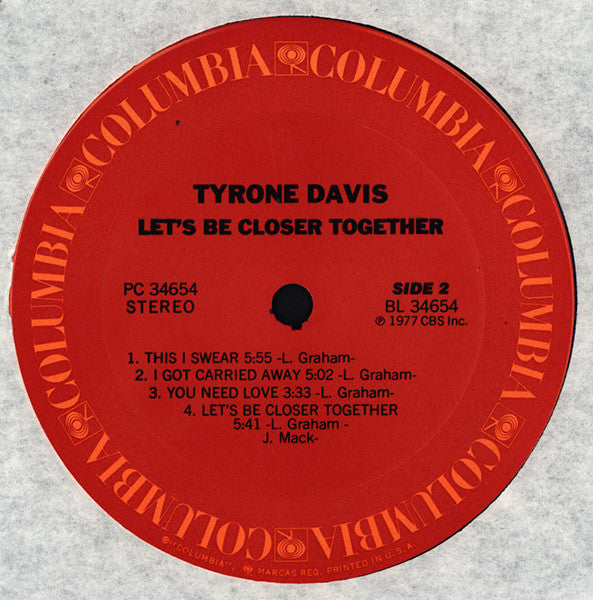 COLUMBIA COLUMBIA COLUMBIA COLUMBIA COLUMBIA COLUMBIA
TYRONE DAVIS
LET'S BE CLOSER TOGETHER
PC 34654
STEREO
SIDE 2
BL 34654
℗ 1977 CBS Inc.
1. THIS I SWEAR 5:55 -L. Graham-
2. I GOT CARRIED AWAY 5:02 -L. Graham-
3. YOU NEED LOVE 3:33 -L. Graham-
4. LET'S BE CLOSER TOGETHER
5:41 -L. Graham -
J. Mack-
® "COLUMBIA", MARCAS REG. PRINTED IN U.S.A.